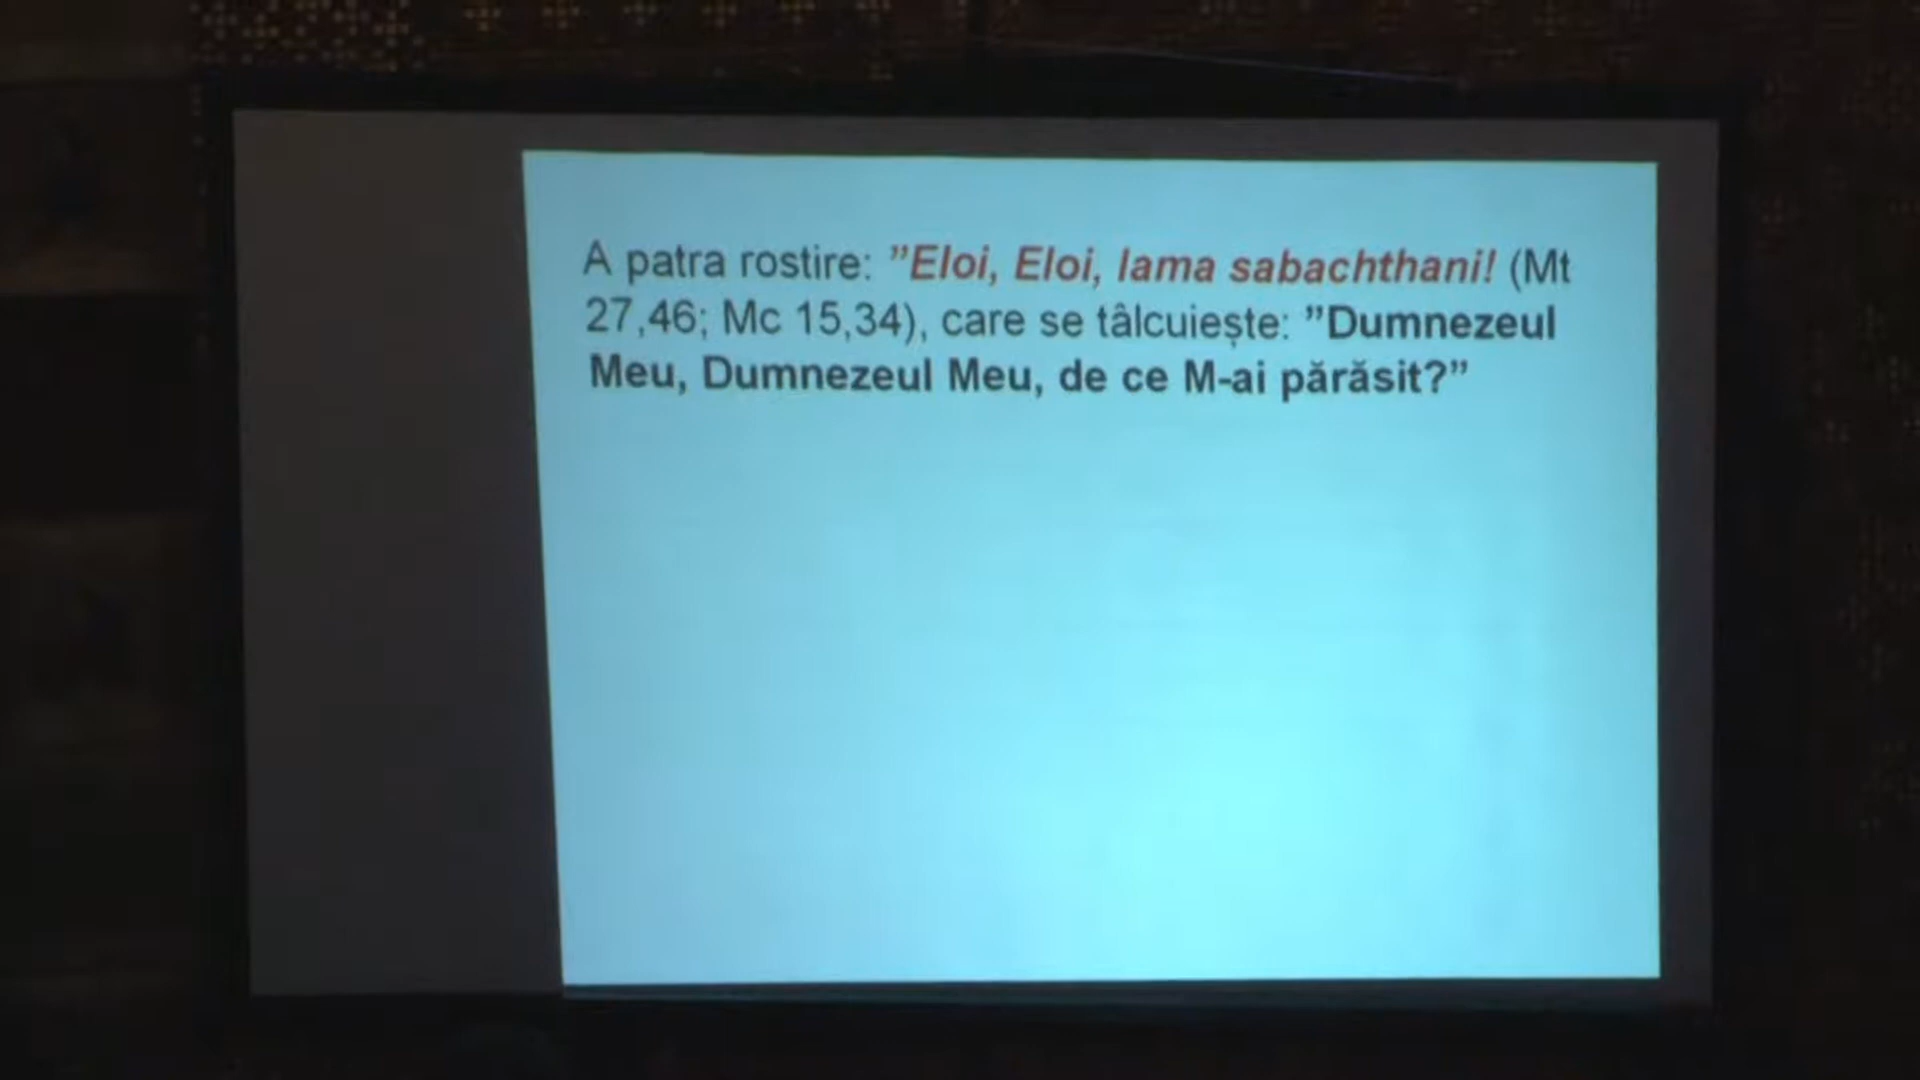 A patra rostire: ”Eloi, Eloi, lama sabachthani! (Mt
27,46; Mc 15,34), care se tâlcuiește: ”Dumnezeul
Meu, Dumnezeul Meu, de ce M-ai părăsit?”